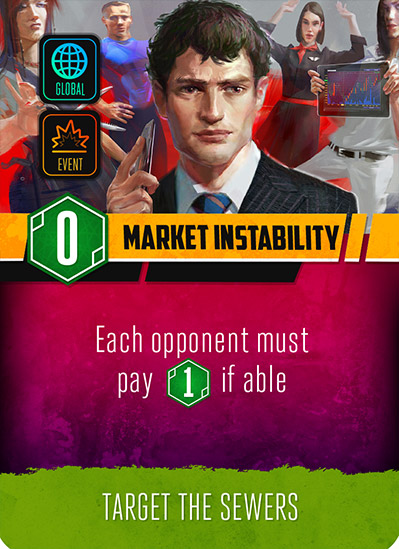 GLOBAL
EVENT
0 MARKET INSTABILITY
Each opponent must
pay 1 if able
TARGET THE SEWERS